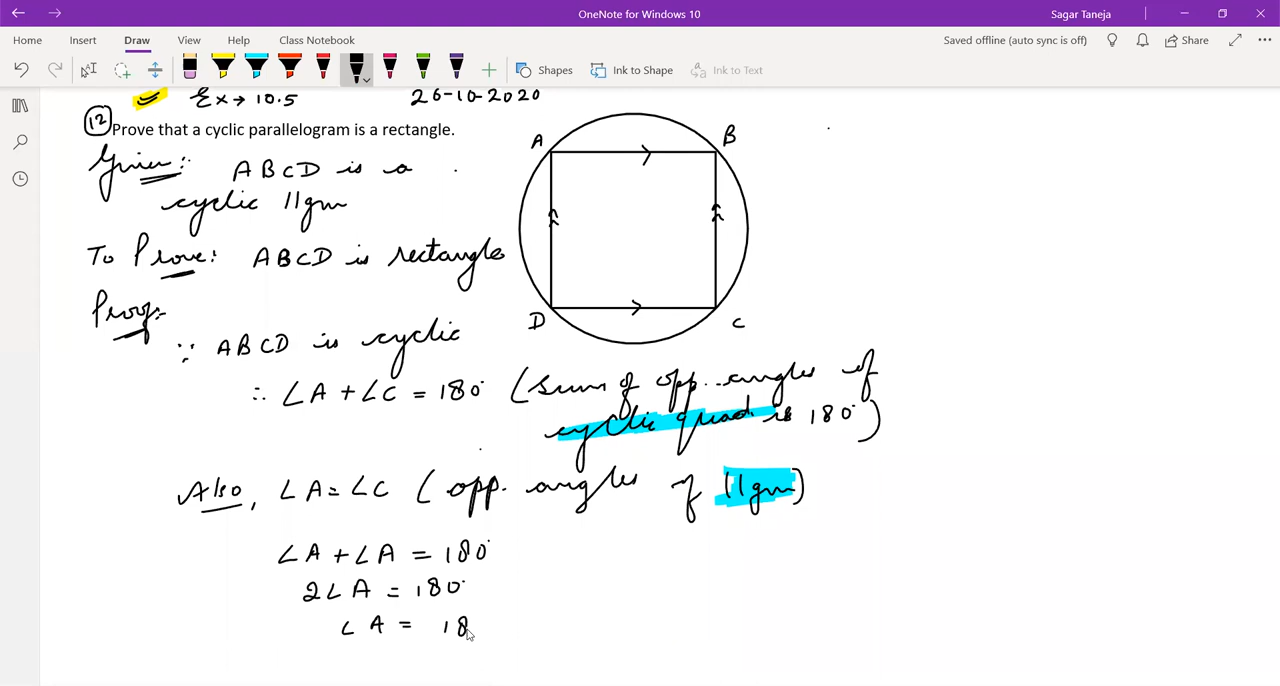 OneNote for Windows 10
Sagar Taneja
Home Insert Draw View Help Class Notebook
Saved offline (auto sync is off) Share
Shapes Ink to Shape Ink to Text
Ex → 10.5 26-10-2020
(12) Prove that a cyclic parallelogram is a rectangle.
Given: ABCD is a
cyclic ||gm
To Prove: ABCD is rectangle
Proof:
∵ ABCD is cyclic
∴ ∠A + ∠C = 180° (Sum of opp. angles of
cyclic quad. is 180°)
Also, ∠A = ∠C (opp. angles of ||gm)
∠A + ∠A = 180°
2∠A = 180°
∠A = 18
A
B
D
C